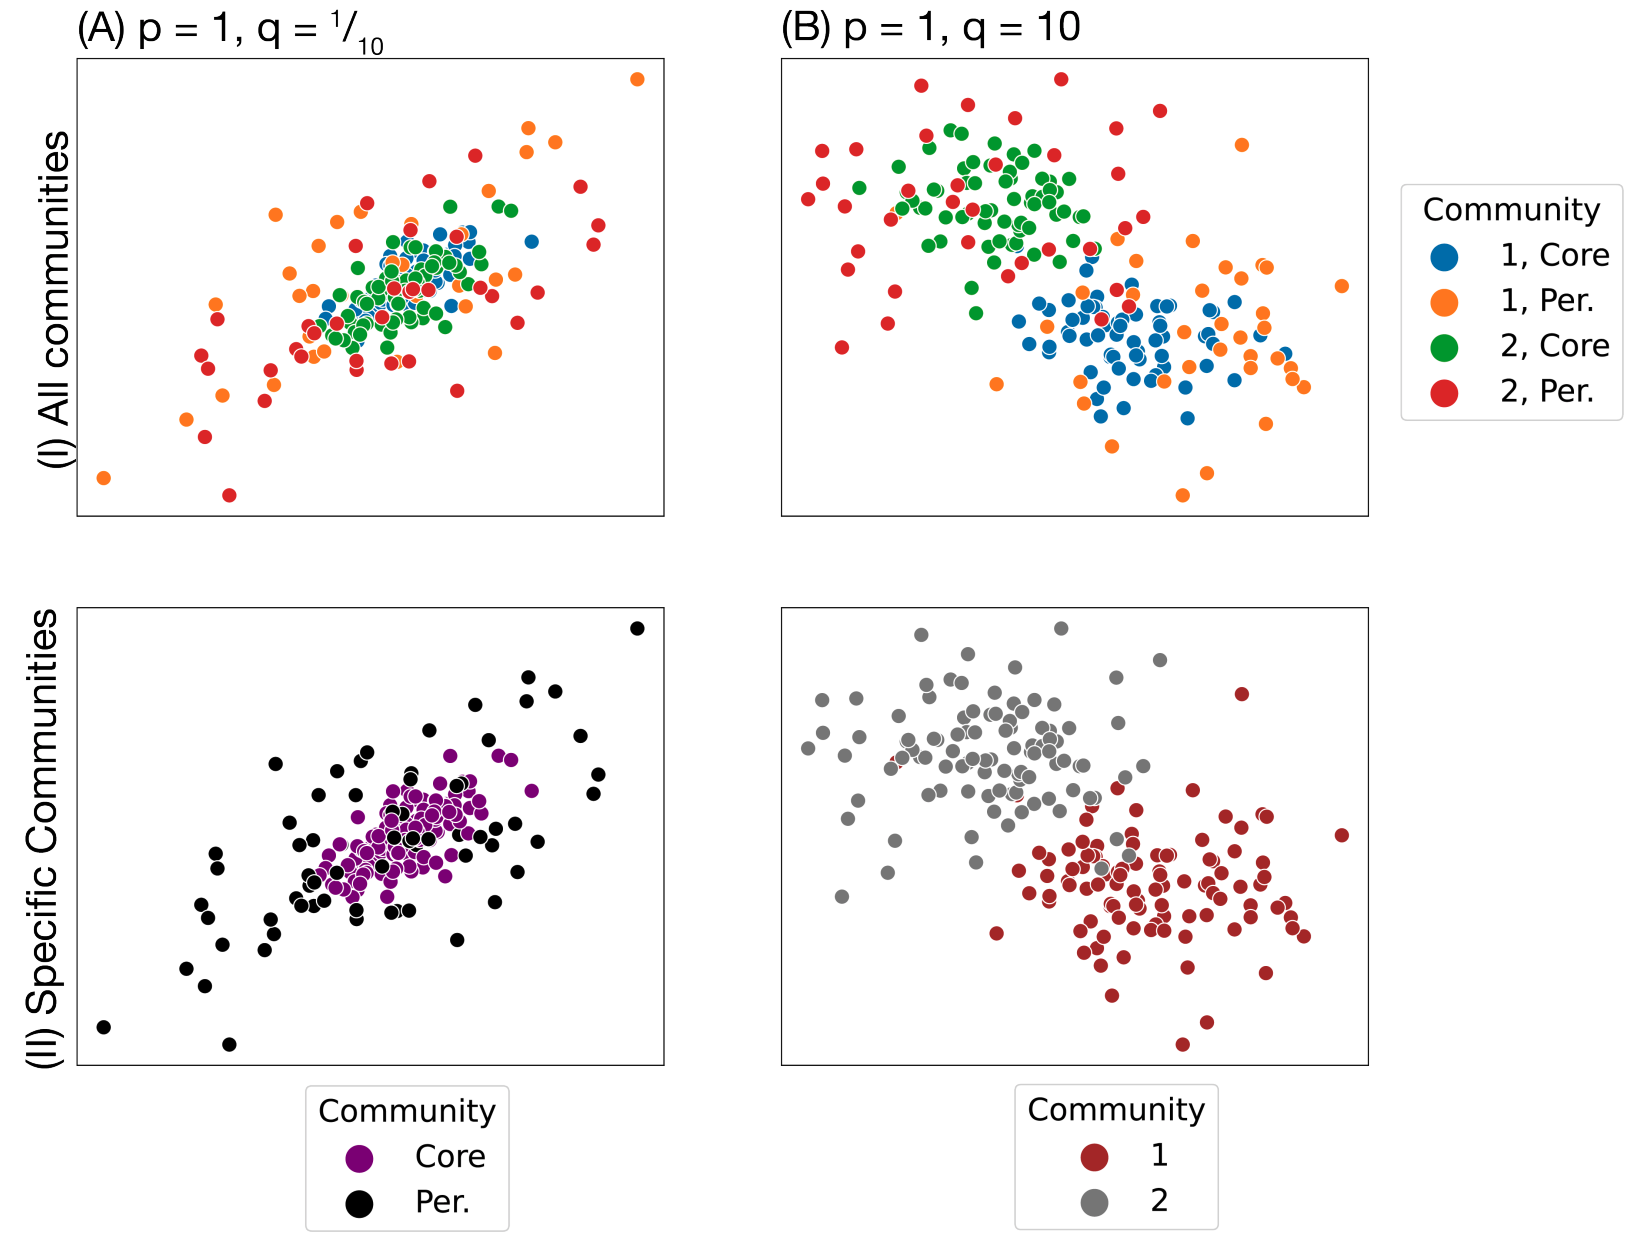 (A) p = 1, q = 1/10
(B) p = 1, q = 10
(I) All communities
Community
1, Core
1, Per.
2, Core
2, Per.
(II) Specific Communities
Community
Core
Per.
Community
1
2